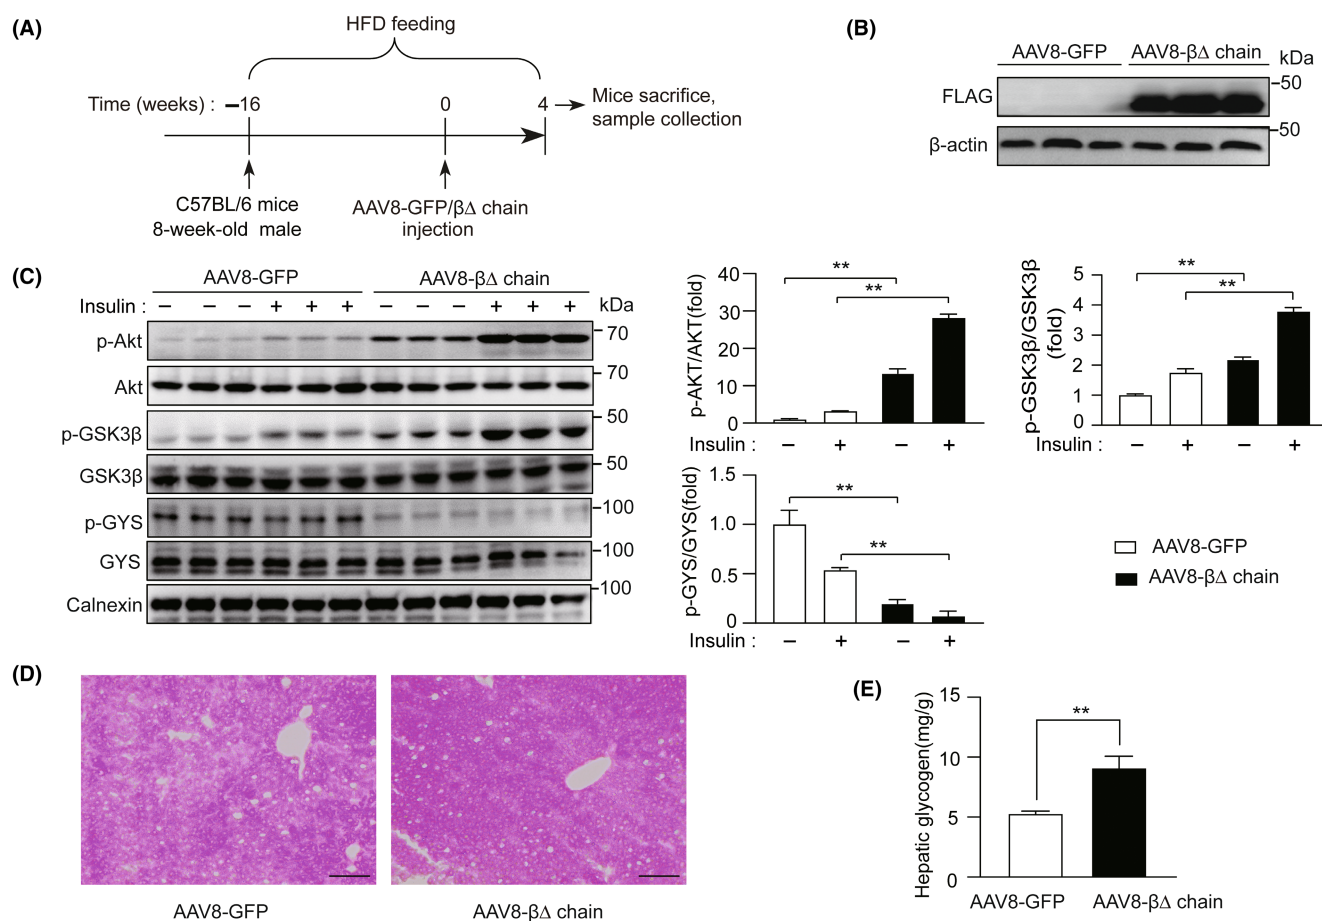 (A)
HFD feeding
Time (weeks) : –16 0 4
Mice sacrifice,
sample collection
C57BL/6 mice
8-week-old male
AAV8-GFP/βΔ chain
injection
(B)
AAV8-GFP AAV8-βΔ chain kDa
FLAG 50
β-actin 50
(C)
AAV8-GFP AAV8-βΔ chain
Insulin : – – – + + + – – – + + + kDa
p-Akt 70
Akt 70
p-GSK3β 50
GSK3β 50
p-GYS 100
GYS 100
Calnexin 100
p-AKT/AKT(fold)
40
30
20
10
0
**
**
Insulin : – + – +
p-GSK3β/GSK3β
(fold)
5
4
3
2
1
0
**
**
Insulin : – + – +
p-GYS/GYS(fold)
1.5
1.0
0.5
0
**
**
Insulin : – + – +
AAV8-GFP
AAV8-βΔ chain
(D)
AAV8-GFP AAV8-βΔ chain
(E)
Hepatic glycogen(mg/g)
15
10
5
0
**
AAV8-GFP AAV8-βΔ chain